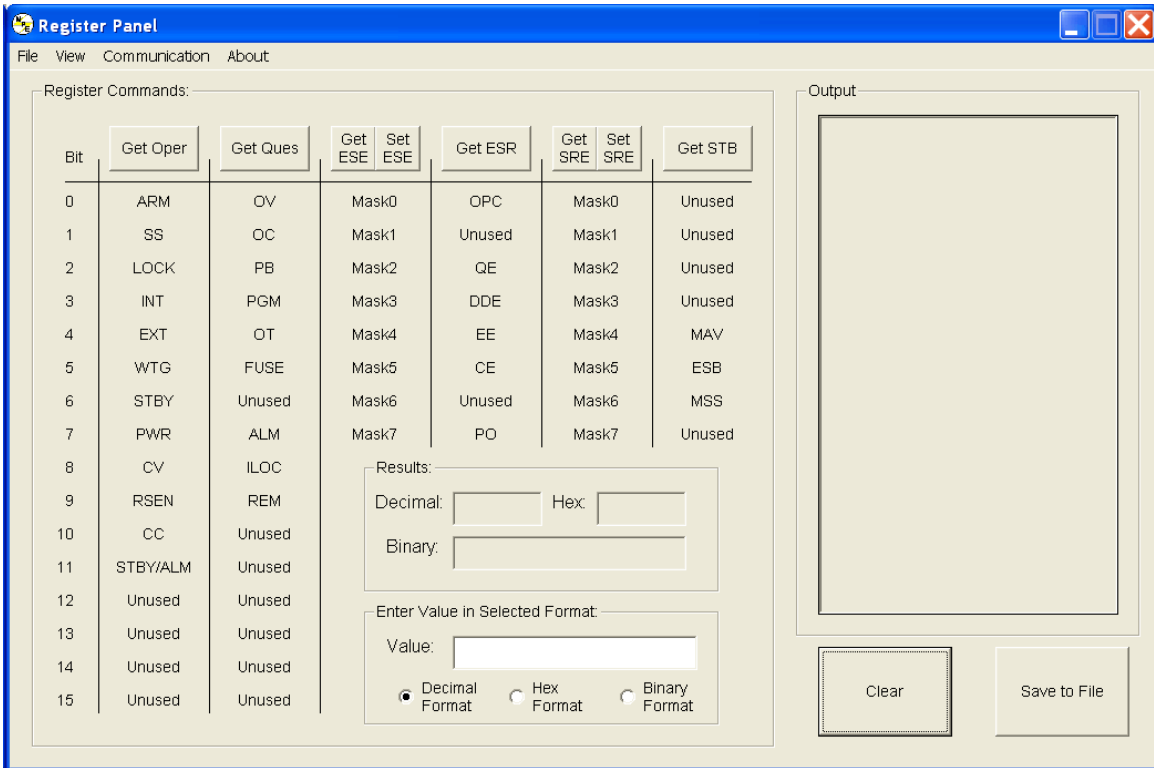 MPE
Register Panel
File View Communication About
Register Commands:
Bit Get Oper Get Ques Get ESE Set ESE Get ESR Get SRE Set SRE Get STB
0 ARM OV Mask0 OPC Mask0 Unused
1 SS OC Mask1 Unused Mask1 Unused
2 LOCK PB Mask2 QE Mask2 Unused
3 INT PGM Mask3 DDE Mask3 Unused
4 EXT OT Mask4 EE Mask4 MAV
5 WTG FUSE Mask5 CE Mask5 ESB
6 STBY Unused Mask6 Unused Mask6 MSS
7 PWR ALM Mask7 PO Mask7 Unused
8 CV ILOC
9 RSEN REM
10 CC Unused
11 STBY/ALM Unused
12 Unused Unused
13 Unused Unused
14 Unused Unused
15 Unused Unused
Results:
Decimal: Hex:
Binary:
Enter Value in Selected Format:
Value:
Decimal Format Hex Format Binary Format
Output
Clear Save to File